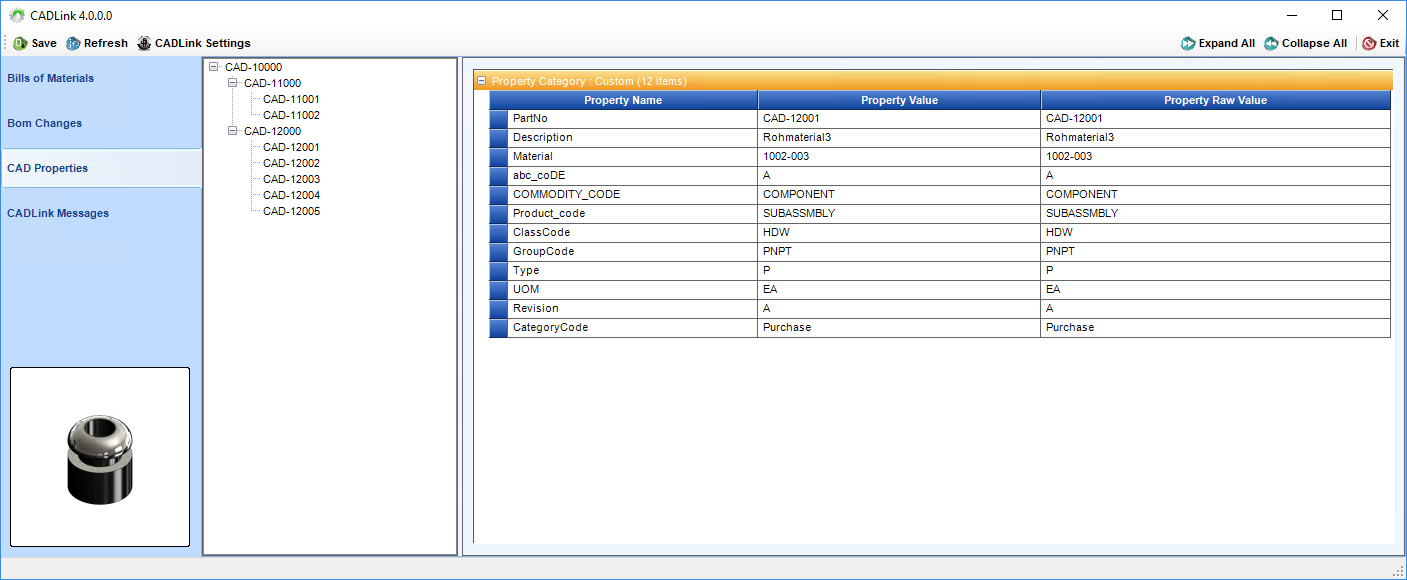 CADLink 4.0.0.0
Save Refresh CADLink Settings Expand All Collapse All Exit
Bills of Materials
Bom Changes
CAD Properties
CADLink Messages
CAD-10000
CAD-11000
CAD-11001
CAD-11002
CAD-12000
CAD-12001
CAD-12002
CAD-12003
CAD-12004
CAD-12005
Property Category : Custom (12 items)
Property Name Property Value Property Raw Value
PartNo CAD-12001 CAD-12001
Description Rohmaterial3 Rohmaterial3
Material 1002-003 1002-003
abc_coDE A A
COMMODITY_CODE COMPONENT COMPONENT
Product_code SUBASSMBLY SUBASSMBLY
ClassCode HDW HDW
GroupCode PNPT PNPT
Type P P
UOM EA EA
Revision A A
CategoryCode Purchase Purchase